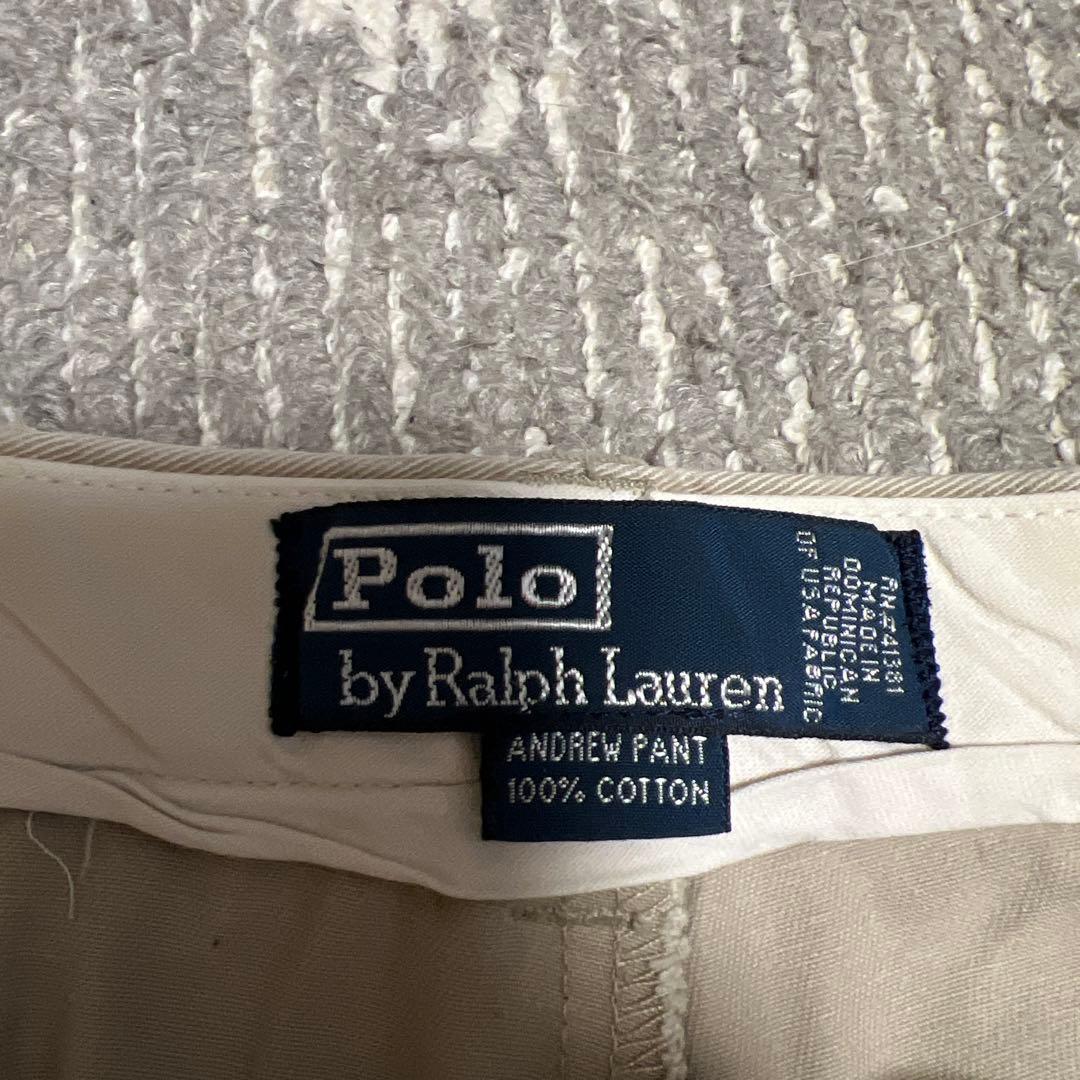 Polo
by Ralph Lauren
RN-41381
MADE IN
DOMINICAN
REPUBLIC
OF USA FABRIC
ANDREW PANT
100% COTTON